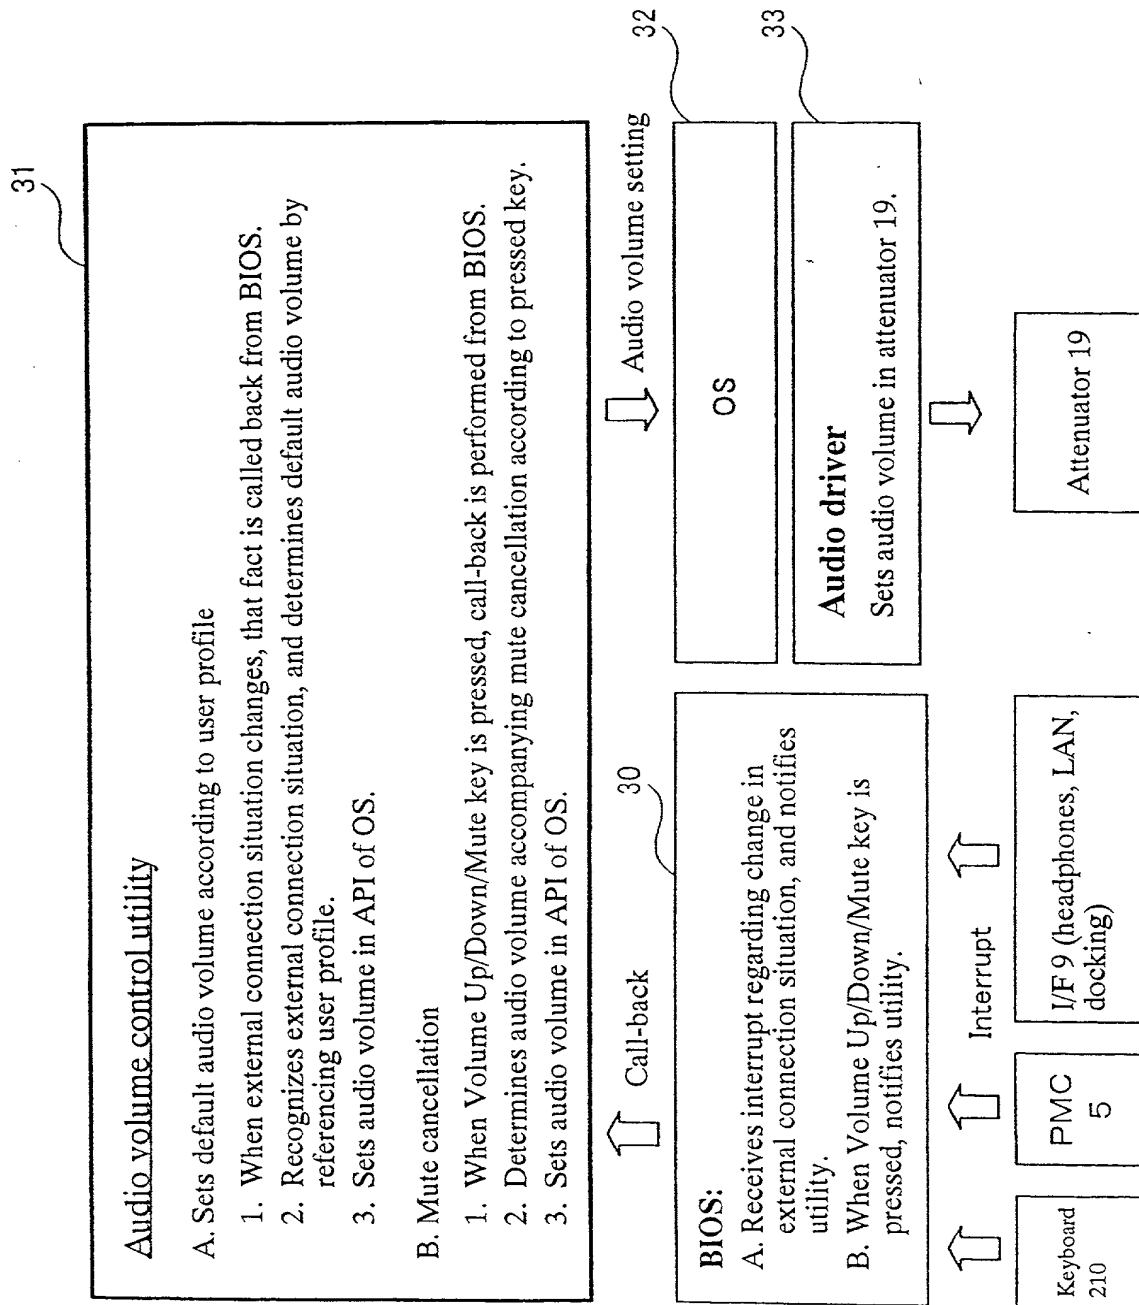 31
Audio volume control utility
A. Sets default audio volume according to user profile
1. When external connection situation changes, that fact is called back from BIOS.
2. Recognizes external connection situation, and determines default audio volume by
referencing user profile.
3. Sets audio volume in API of OS.
B. Mute cancellation
1. When Volume Up/Down/Mute key is pressed, call-back is performed from BIOS.
2. Determines audio volume accompanying mute cancellation according to pressed key.
3. Sets audio volume in API of OS.
Call-back
Audio volume setting
30
BIOS:
A. Receives interrupt regarding change in
external connection situation, and notifies
utility.
B. When Volume Up/Down/Mute key is
pressed, notifies utility.
32
OS
33
Audio driver
Sets audio volume in attenuator 19.
Interrupt
Keyboard
210
PMC
5
I/F 9 (headphones, LAN,
docking)
Attenuator 19